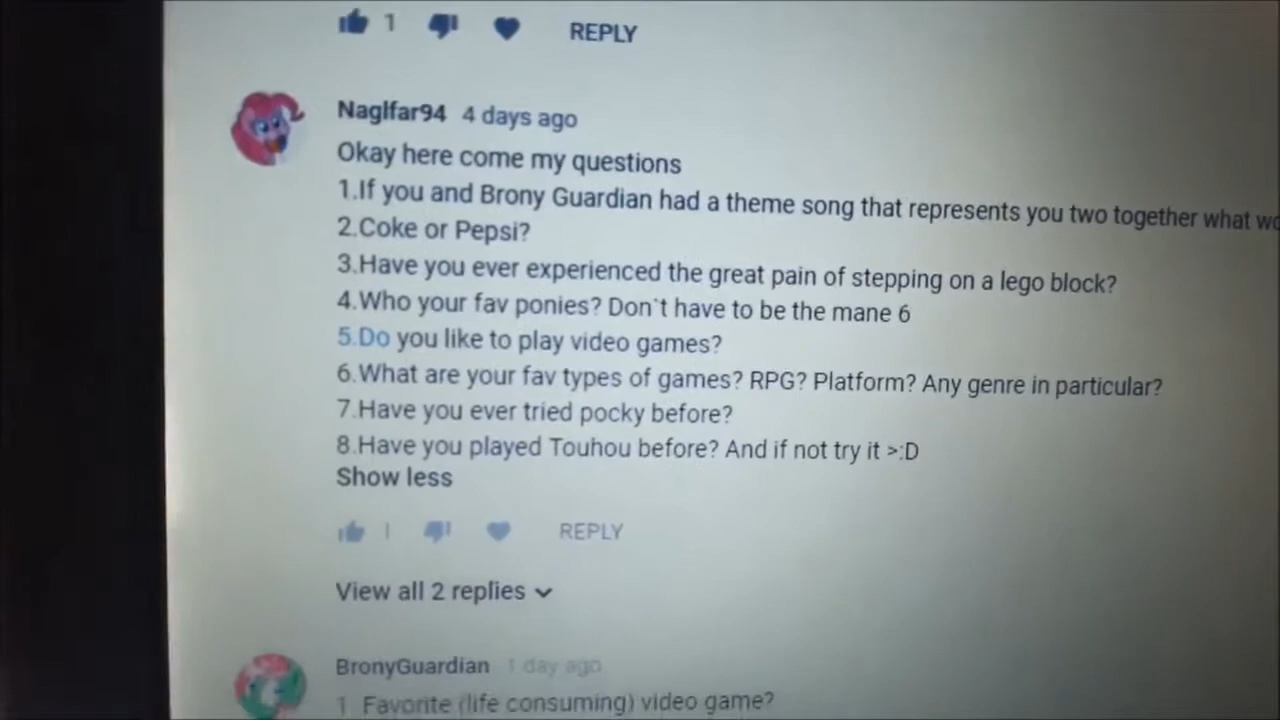 1 REPLY
Naglfar94 4 days ago
Okay here come my questions
1.If you and Brony Guardian had a theme song that represents you two together what
2.Coke or Pepsi?
3.Have you ever experienced the great pain of stepping on a lego block?
4.Who your fav ponies? Don`t have to be the mane 6
5.Do you like to play video games?
6.What are your fav types of games? RPG? Platform? Any genre in particular?
7.Have you ever tried pocky before?
8.Have you played Touhou before? And if not try it >:D
Show less
1 REPLY
View all 2 replies
BronyGuardian 1 day ago
1 Favorite (life consuming) video game?